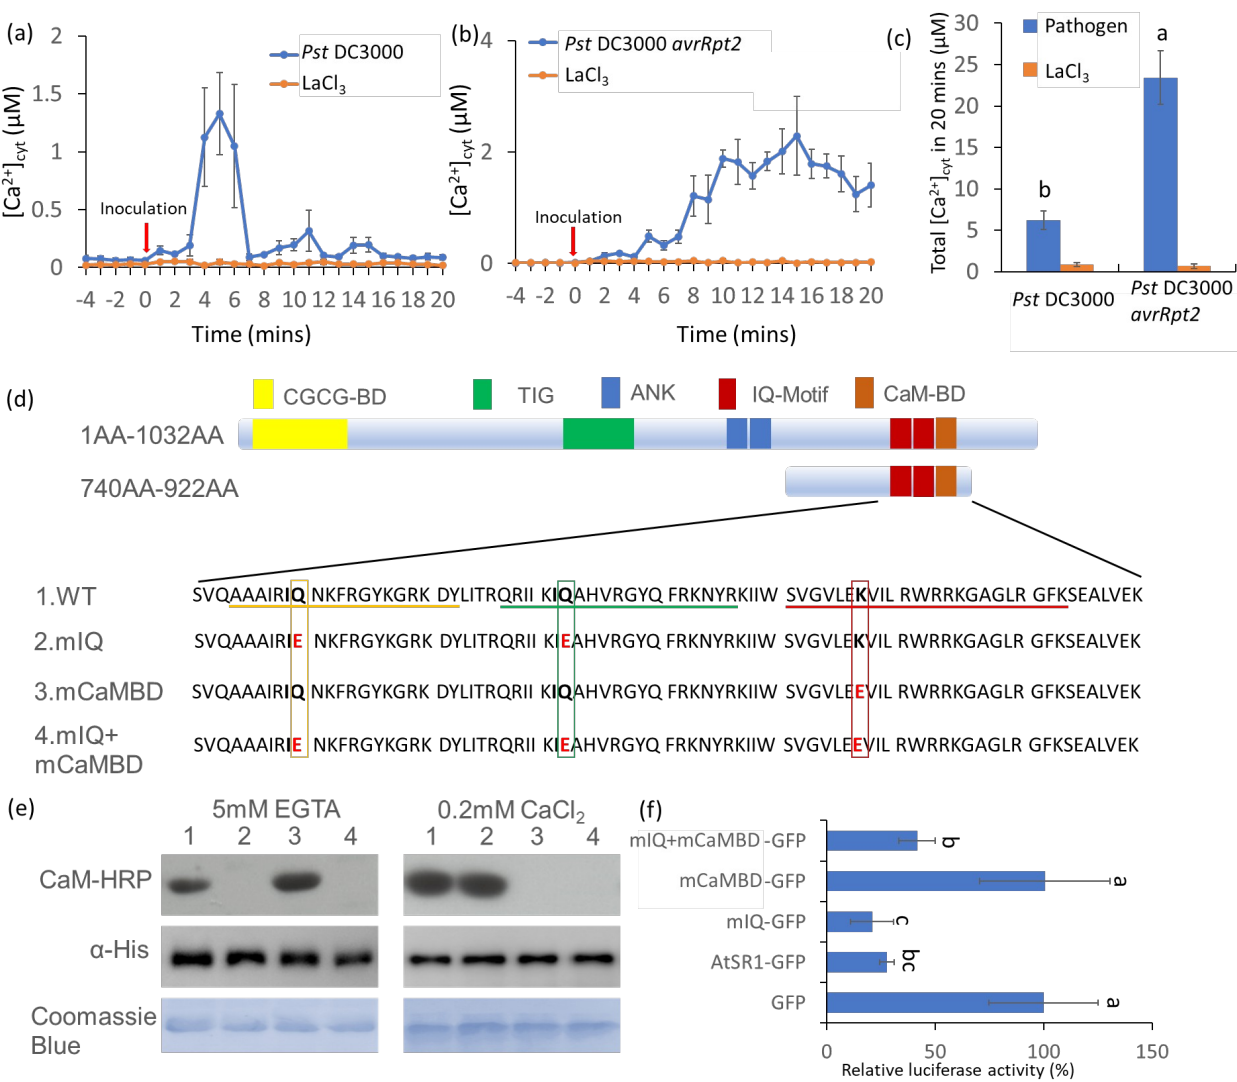 (a)
2
1.5
1
0.5
0
[Ca²⁺]cyt (μM)
Pst DC3000
LaCl₃
Inoculation
-4 -2 0 2 4 6 8 10 12 14 16 18 20
Time (mins)
(b)
4
2
0
[Ca²⁺]cyt (μM)
Pst DC3000 avrRpt2
LaCl₃
Inoculation
-4 -2 0 2 4 6 8 10 12 14 16 18 20
Time (mins)
(c)
30
25
20
15
10
5
0
Total [Ca²⁺]cyt in 20 mins (μM)
Pathogen
LaCl₃
a
b
Pst DC3000
Pst DC3000
avrRpt2
(d)
CGCG-BD TIG ANK IQ-Motif CaM-BD
1AA-1032AA
740AA-922AA
1.WT SVQAAAIRIQ NKFRGYKGRK DYLITRQRII KIQAHVRGYQ FRKNYRKIIW SVGVLEKVIL RWRRKGAGLR GFKSEALVEK
2.mIQ SVQAAAIRIE NKFRGYKGRK DYLITRQRII KIEAHVRGYQ FRKNYRKIIW SVGVLEKVIL RWRRKGAGLR GFKSEALVEK
3.mCaMBD SVQAAAIRIQ NKFRGYKGRK DYLITRQRII KIQAHVRGYQ FRKNYRKIIW SVGVLEEVIL RWRRKGAGLR GFKSEALVEK
4.mIQ+ SVQAAAIRIE NKFRGYKGRK DYLITRQRII KIEAHVRGYQ FRKNYRKIIW SVGVLEEVIL RWRRKGAGLR GFKSEALVEK
mCaMBD
(e)
5mM EGTA 0.2mM CaCl₂
1 2 3 4 1 2 3 4
CaM-HRP
α-His
Coomassie
Blue
(f)
mIQ+mCaMBD-GFP b
mCaMBD-GFP a
mIQ-GFP c
AtSR1-GFP bc
GFP a
0 50 100 150
Relative luciferase activity (%)